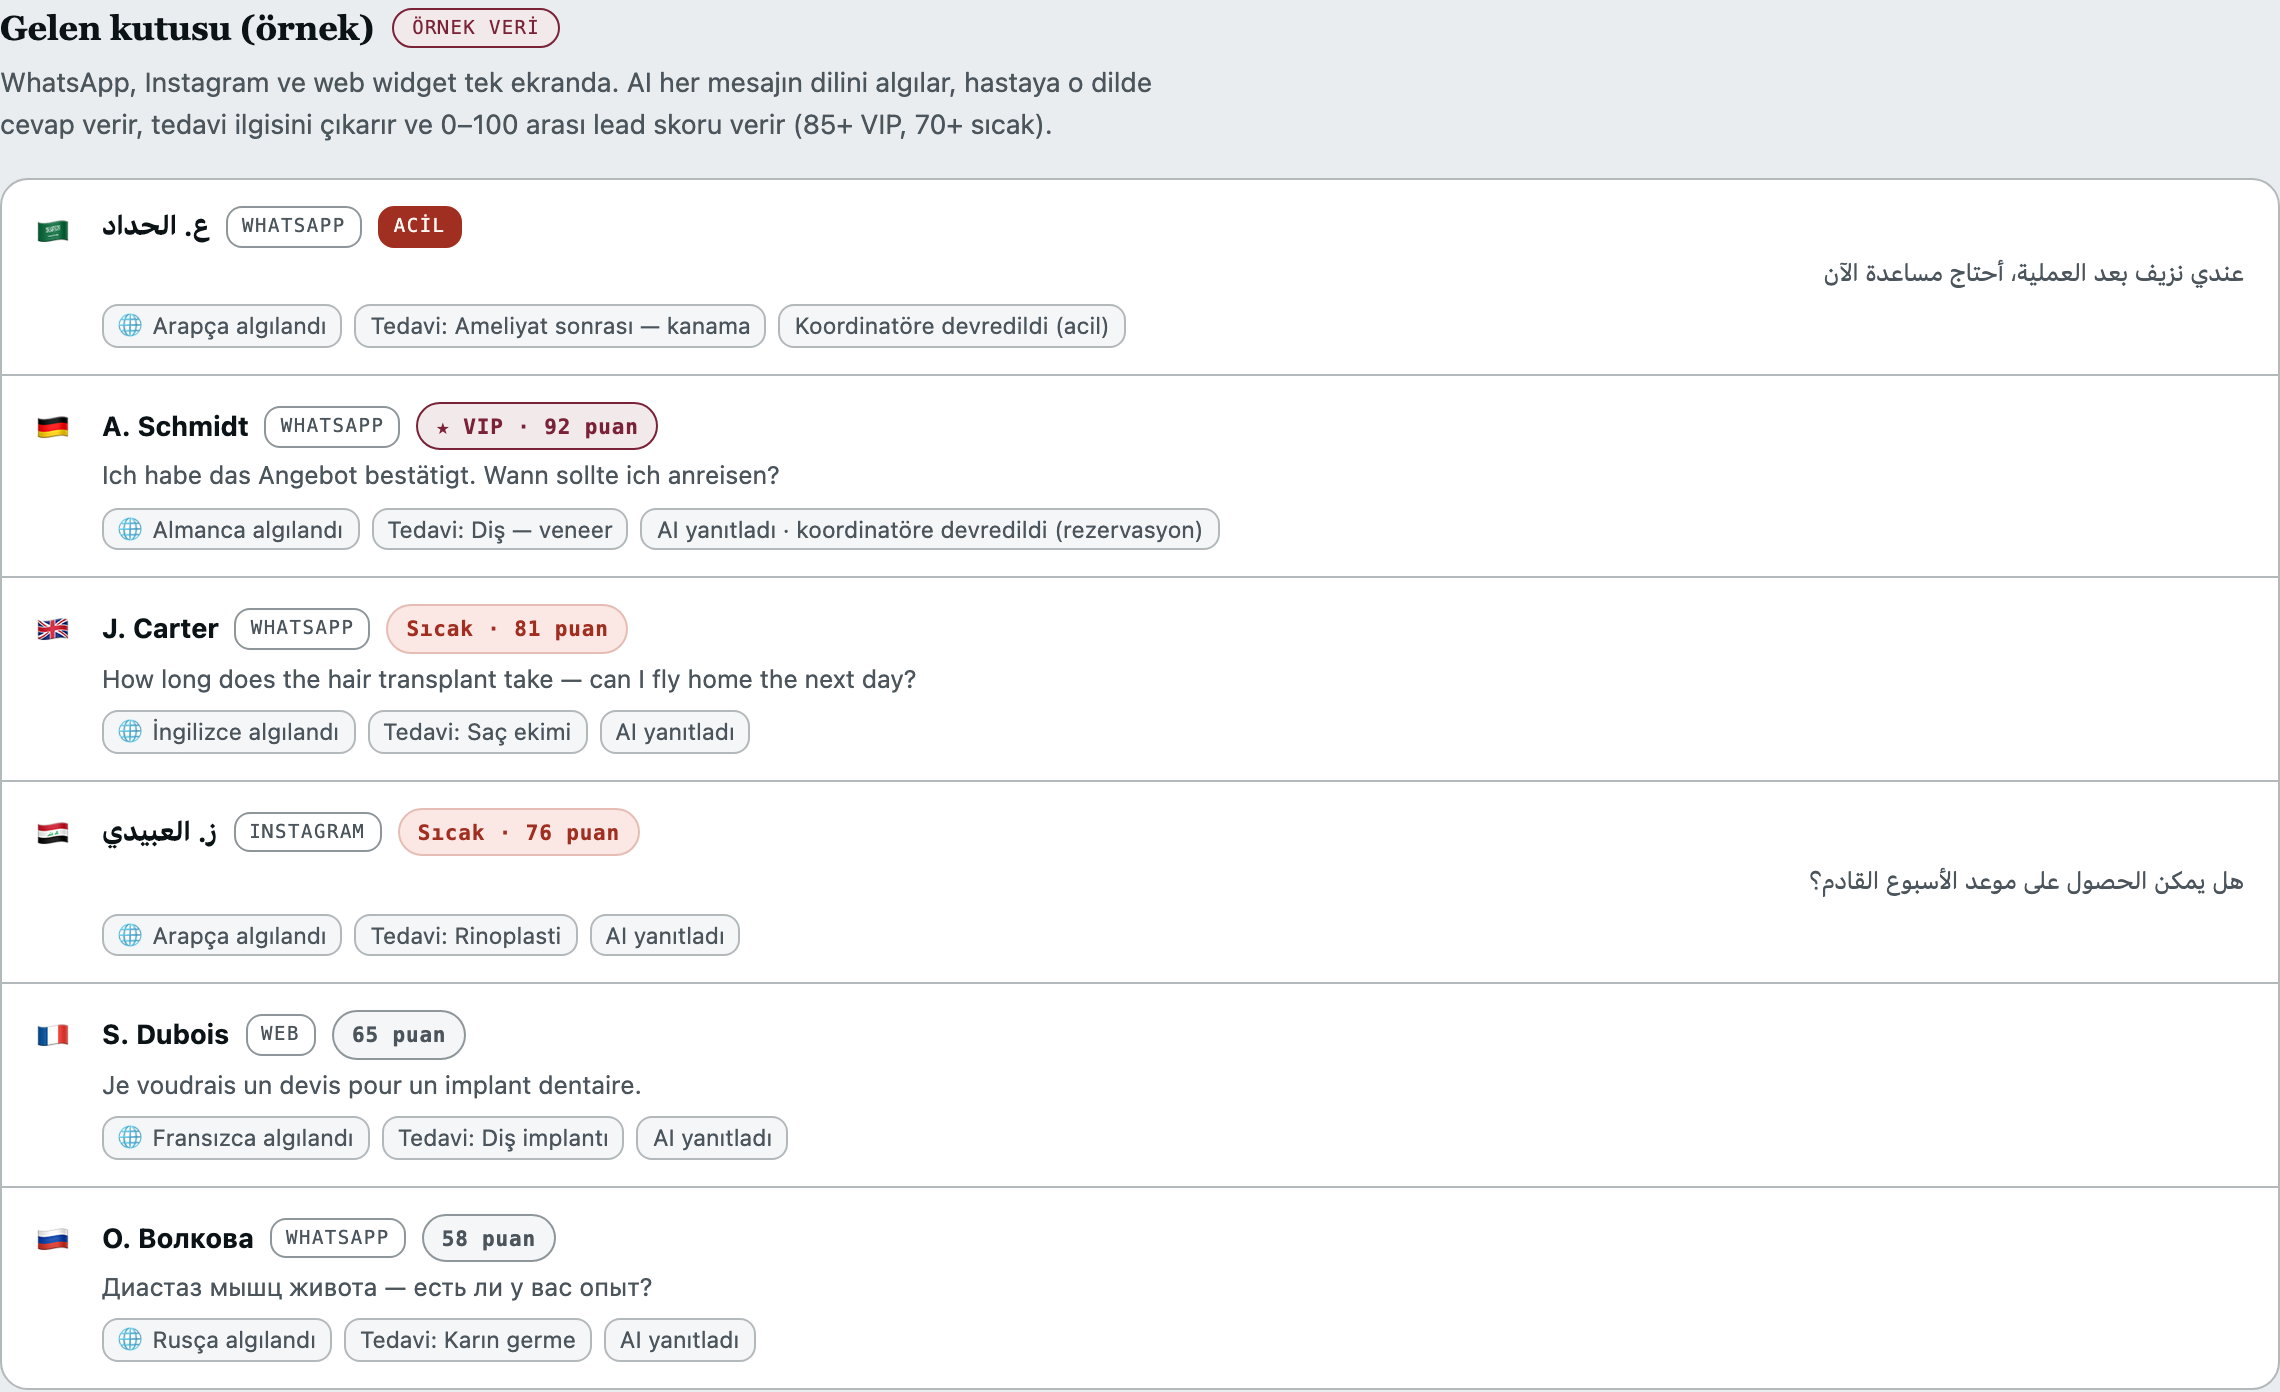 Gelen kutusu (örnek) ÖRNEK VERİ
WhatsApp, Instagram ve web widget tek ekranda. AI her mesajın dilini algılar, hastaya o dilde
cevap verir, tedavi ilgisini çıkarır ve 0–100 arası lead skoru verir (85+ VIP, 70+ sıcak).
ع. الحداد WHATSAPP ACİL
عندي نزيف بعد العملية، أحتاج مساعدة الآن
Arapça algılandı Tedavi: Ameliyat sonrası — kanama Koordinatöre devredildi (acil)
A. Schmidt WHATSAPP ★ VIP · 92 puan
Ich habe das Angebot bestätigt. Wann sollte ich anreisen?
Almanca algılandı Tedavi: Diş — veneer AI yanıtladı · koordinatöre devredildi (rezervasyon)
J. Carter WHATSAPP Sıcak · 81 puan
How long does the hair transplant take — can I fly home the next day?
İngilizce algılandı Tedavi: Saç ekimi AI yanıtladı
ز. العبيدي INSTAGRAM Sıcak · 76 puan
هل يمكن الحصول على موعد الأسبوع القادم؟
Arapça algılandı Tedavi: Rinoplasti AI yanıtladı
S. Dubois WEB 65 puan
Je voudrais un devis pour un implant dentaire.
Fransızca algılandı Tedavi: Diş implantı AI yanıtladı
О. Волкова WHATSAPP 58 puan
Диастаз мышц живота — есть ли у вас опыт?
Rusça algılandı Tedavi: Karın germe AI yanıtladı